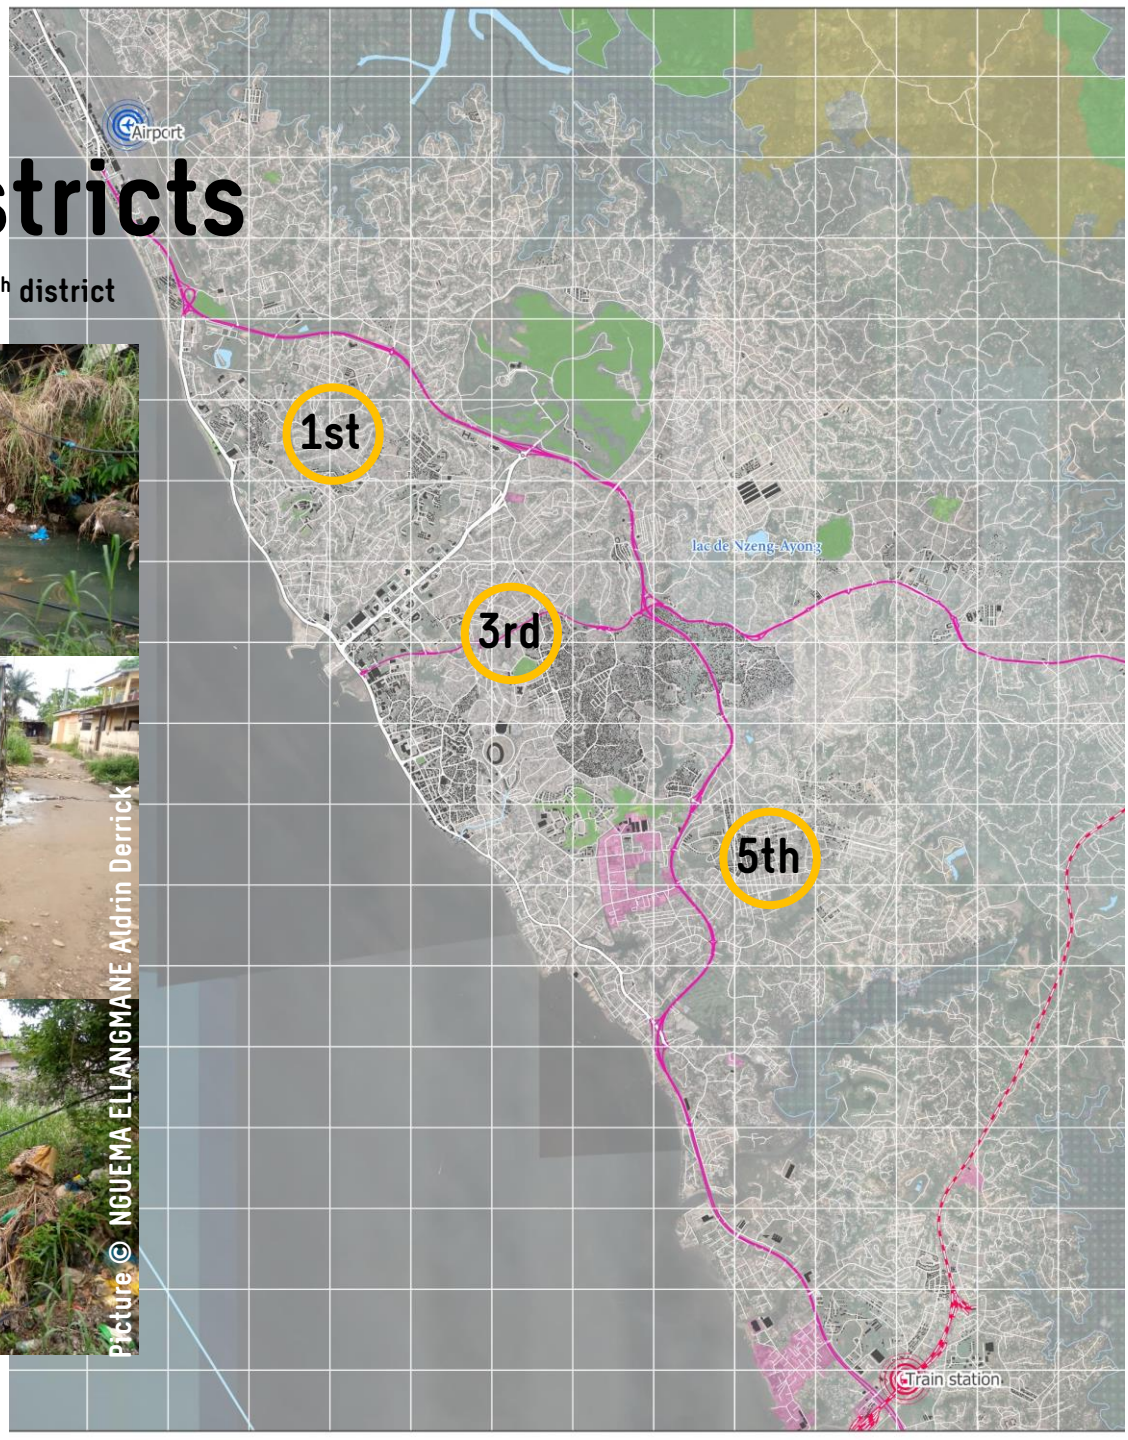 Airport
stricts
h district
1st
lac de Nzeng-Ayong
3rd
5th
Picture © NGUEMA ELLANGMANE Aldrin Derrick
Train station